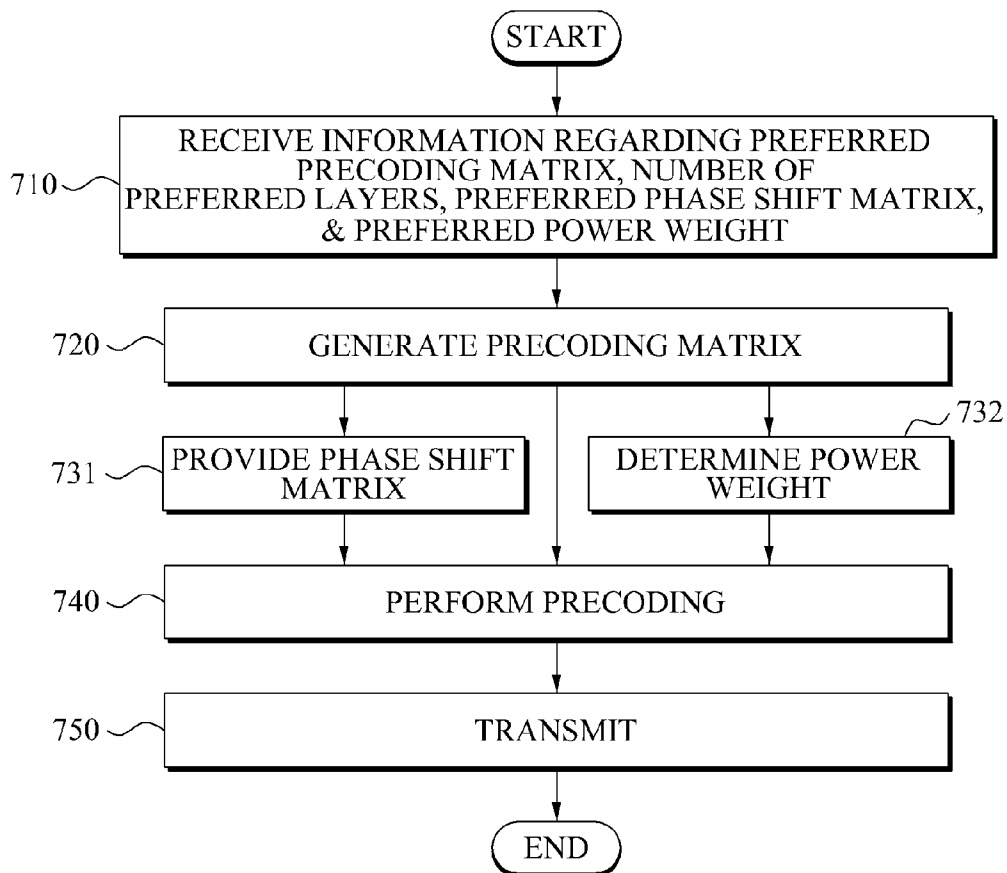 START
RECEIVE INFORMATION REGARDING PREFERRED
PRECODING MATRIX, NUMBER OF
PREFERRED LAYERS, PREFERRED PHASE SHIFT MATRIX,
& PREFERRED POWER WEIGHT
710
720
GENERATE PRECODING MATRIX
732
731
PROVIDE PHASE SHIFT
MATRIX
DETERMINE POWER
WEIGHT
740
PERFORM PRECODING
750
TRANSMIT
END